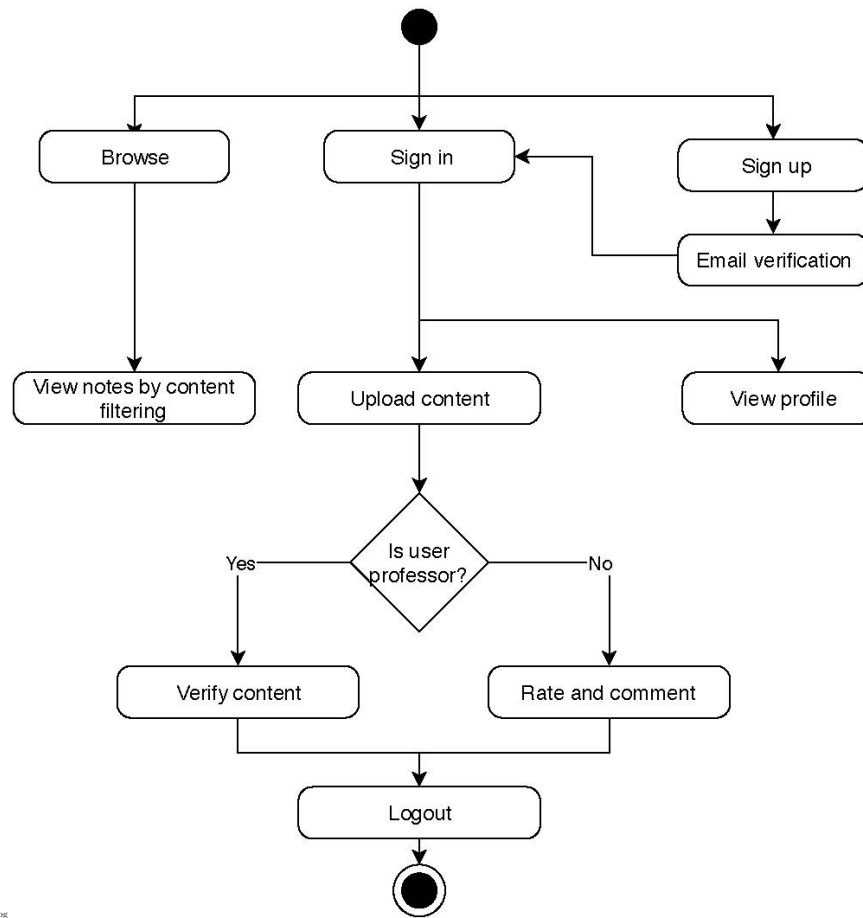 Browse
Sign in
Sign up
Email verification
View notes by content
filtering
Upload content
View profile
Is user
professor?
Yes
No
Verify content
Rate and comment
Logout